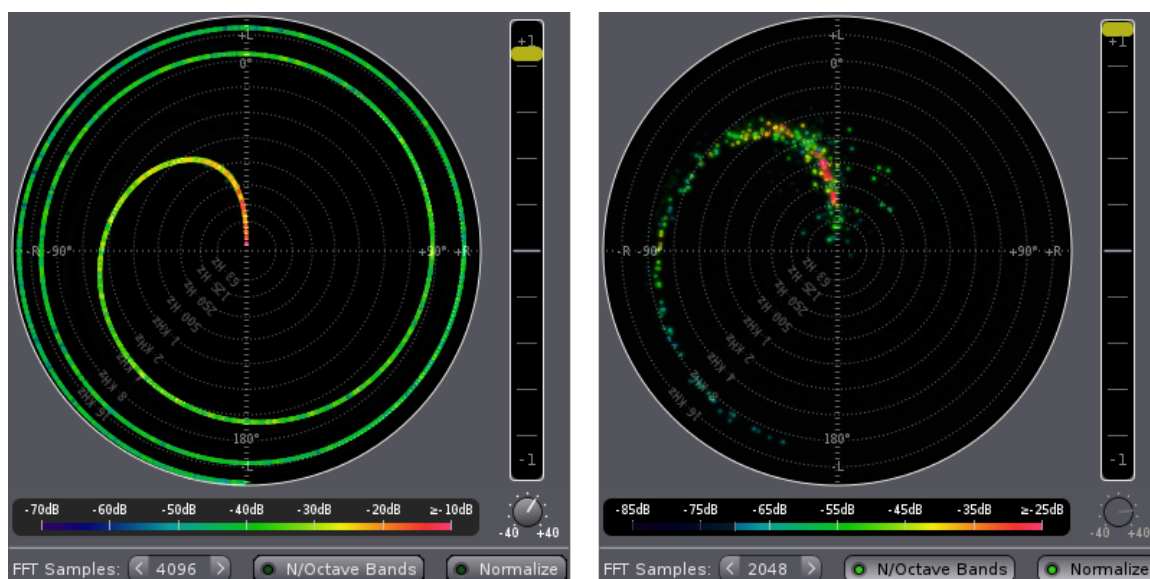 +L
0°
-R -90°
+90° +R
63 Hz
125 Hz
250 Hz
500 Hz
1 KHz
2 KHz
4
8 KHz
16 KHz
180°
-L
+1
-1
-70dB -60dB -50dB -40dB -30dB -20dB ≥-10dB
-40 +40
FFT Samples: < 4096 > N/Octave Bands Normalize
+L
0°
-R -90°
+90° +R
63 Hz
125 Hz
250 Hz
500 Hz
1 KHz
2 KHz
4 KHz
8 KHz
16 KHz
180°
-L
+1
-1
-85dB -75dB -65dB -55dB -45dB -35dB ≥-25dB
-40 +40
FFT Samples: < 2048 > N/Octave Bands Normalize